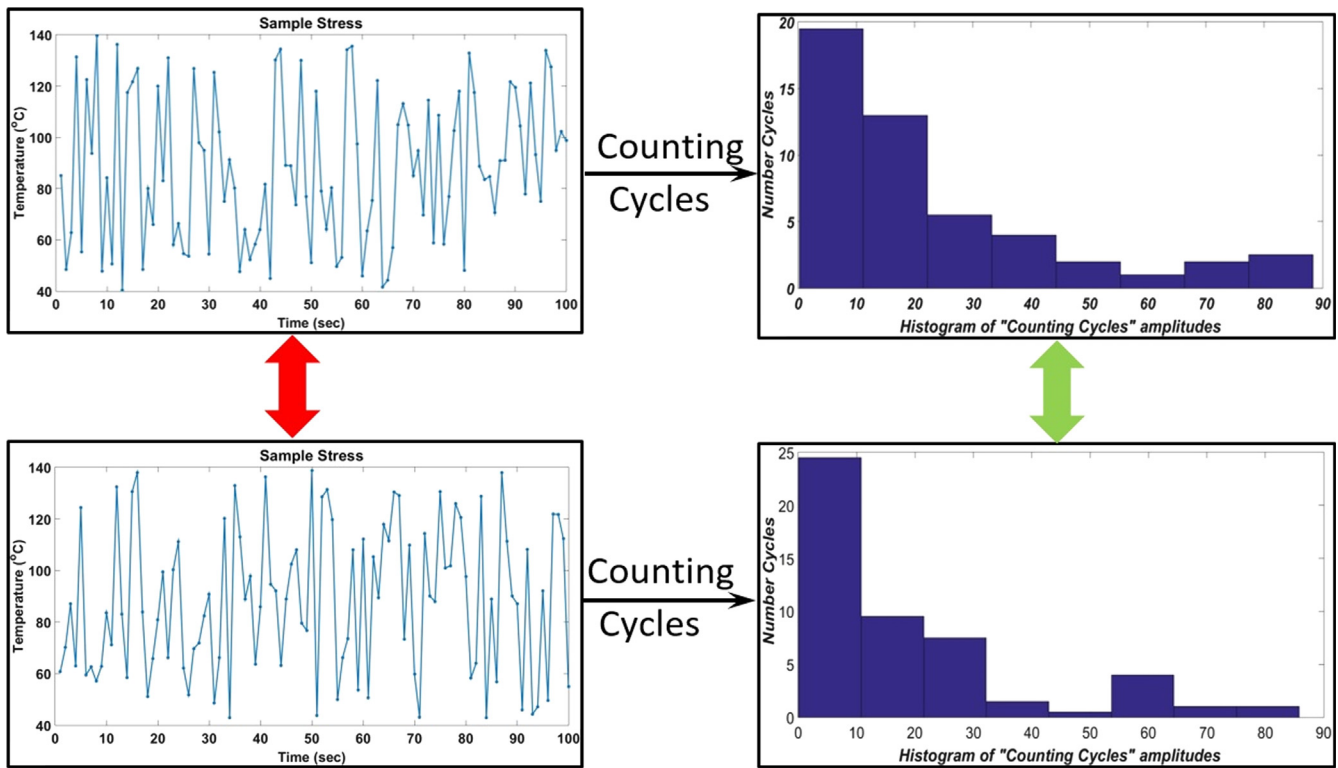 Sample Stress
140
120
100
80
60
40
Temperature (°C)
0 10 20 30 40 50 60 70 80 90 100
Time (sec)
Counting
Cycles
20
15
10
5
0
Number Cycles
0 10 20 30 40 50 60 70 80 90
Histogram of "Counting Cycles" amplitudes
Sample Stress
140
120
100
80
60
40
Temperature (°C)
0 10 20 30 40 50 60 70 80 90 100
Time (sec)
Counting
Cycles
25
20
15
10
5
0
Number Cycles
0 10 20 30 40 50 60 70 80 90
Histogram of "Counting Cycles" amplitudes